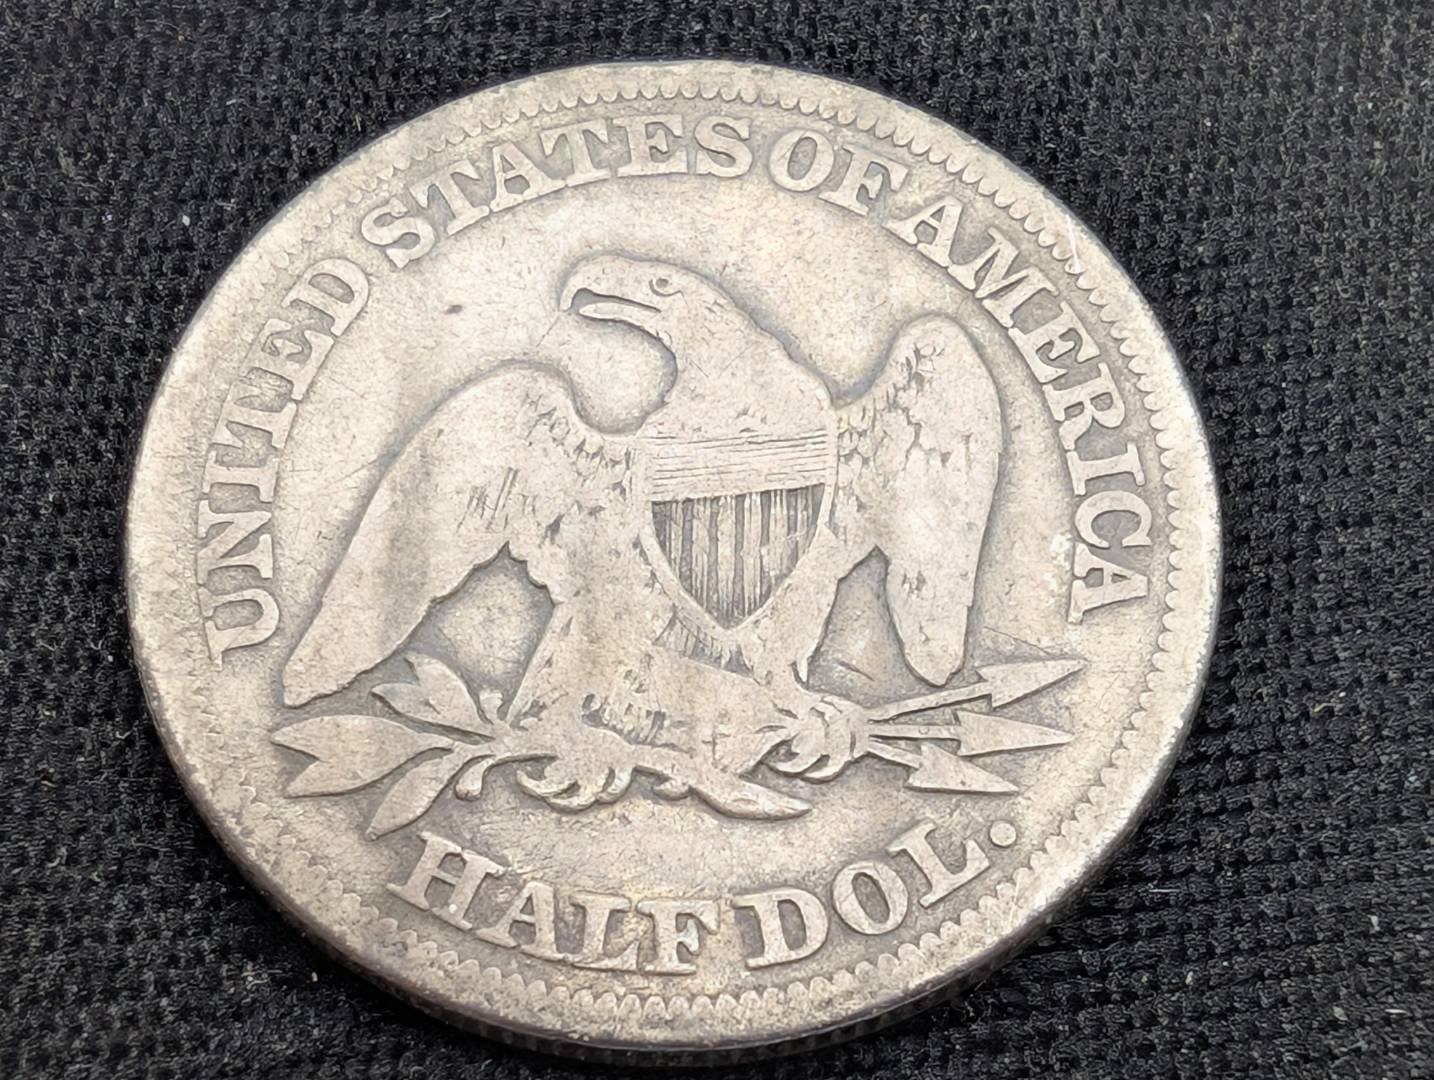 UNITED STATES OF AMERICA
HALF DOL.